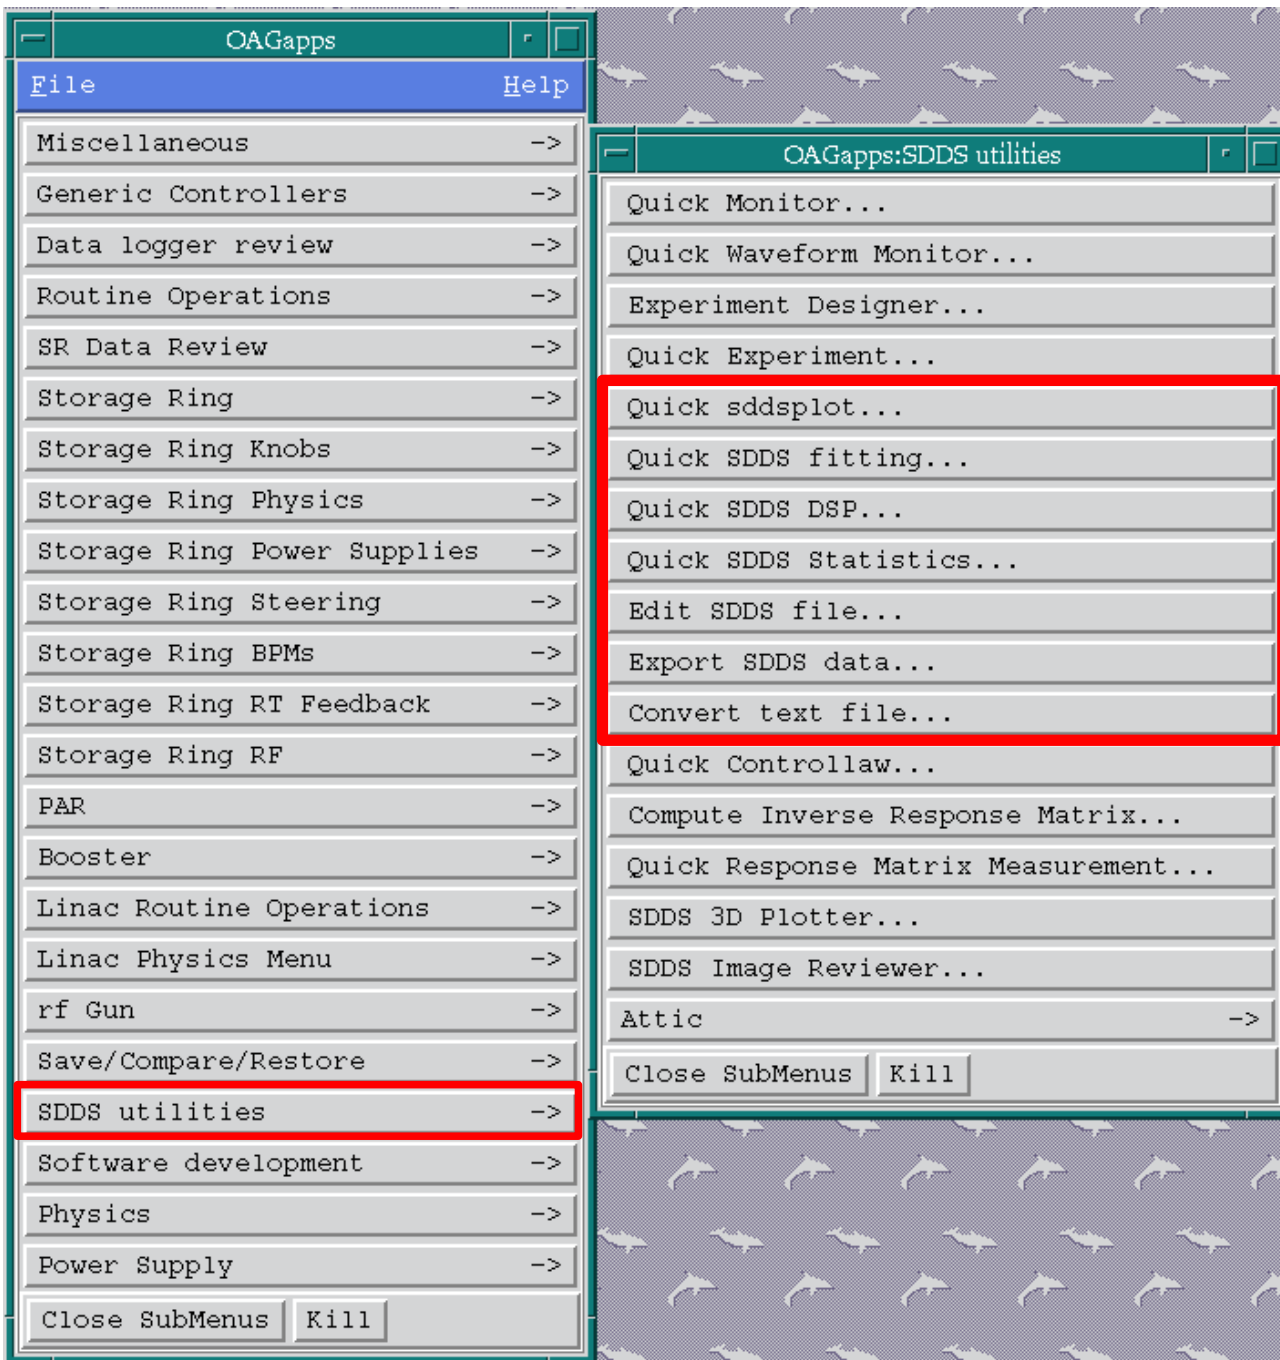 OAGapps
File Help
Miscellaneous ->
Generic Controllers ->
Data logger review ->
Routine Operations ->
SR Data Review ->
Storage Ring ->
Storage Ring Knobs ->
Storage Ring Physics ->
Storage Ring Power Supplies ->
Storage Ring Steering ->
Storage Ring BPMs ->
Storage Ring RT Feedback ->
Storage Ring RF ->
PAR ->
Booster ->
Linac Routine Operations ->
Linac Physics Menu ->
rf Gun ->
Save/Compare/Restore ->
SDDS utilities ->
Software development ->
Physics ->
Power Supply ->
Close SubMenus Kill
OAGapps:SDDS utilities
Quick Monitor...
Quick Waveform Monitor...
Experiment Designer...
Quick Experiment...
Quick sddsplot...
Quick SDDS fitting...
Quick SDDS DSP...
Quick SDDS Statistics...
Edit SDDS file...
Export SDDS data...
Convert text file...
Quick Controllaw...
Compute Inverse Response Matrix...
Quick Response Matrix Measurement...
SDDS 3D Plotter...
SDDS Image Reviewer...
Attic ->
Close SubMenus Kill